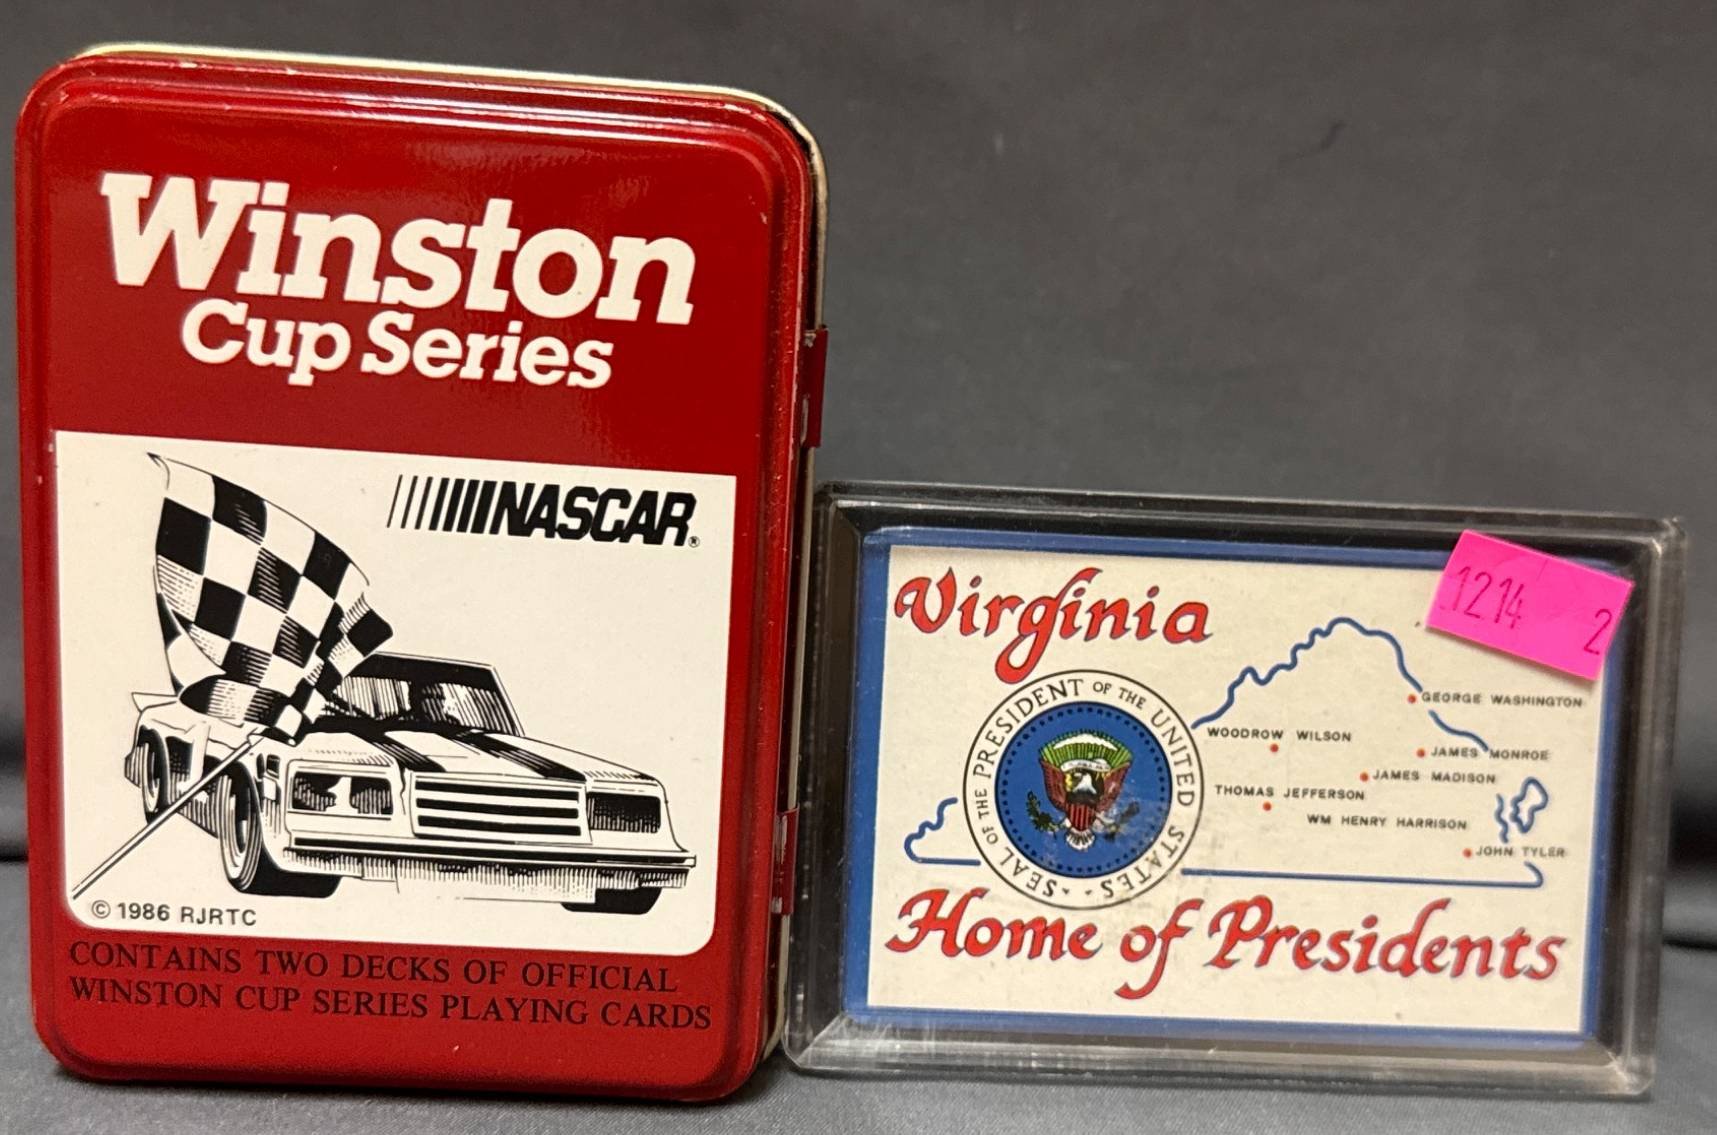 Winston
Cup Series
NASCAR®
© 1986 RJRTC
CONTAINS TWO DECKS OF OFFICIAL
WINSTON CUP SERIES PLAYING CARDS
Virginia
1214 2
SEAL OF THE PRESIDENT OF THE UNITED STATES
GEORGE WASHINGTON
WOODROW WILSON
JAMES MONROE
JAMES MADISON
THOMAS JEFFERSON
WM HENRY HARRISON
JOHN TYLER
Home of Presidents